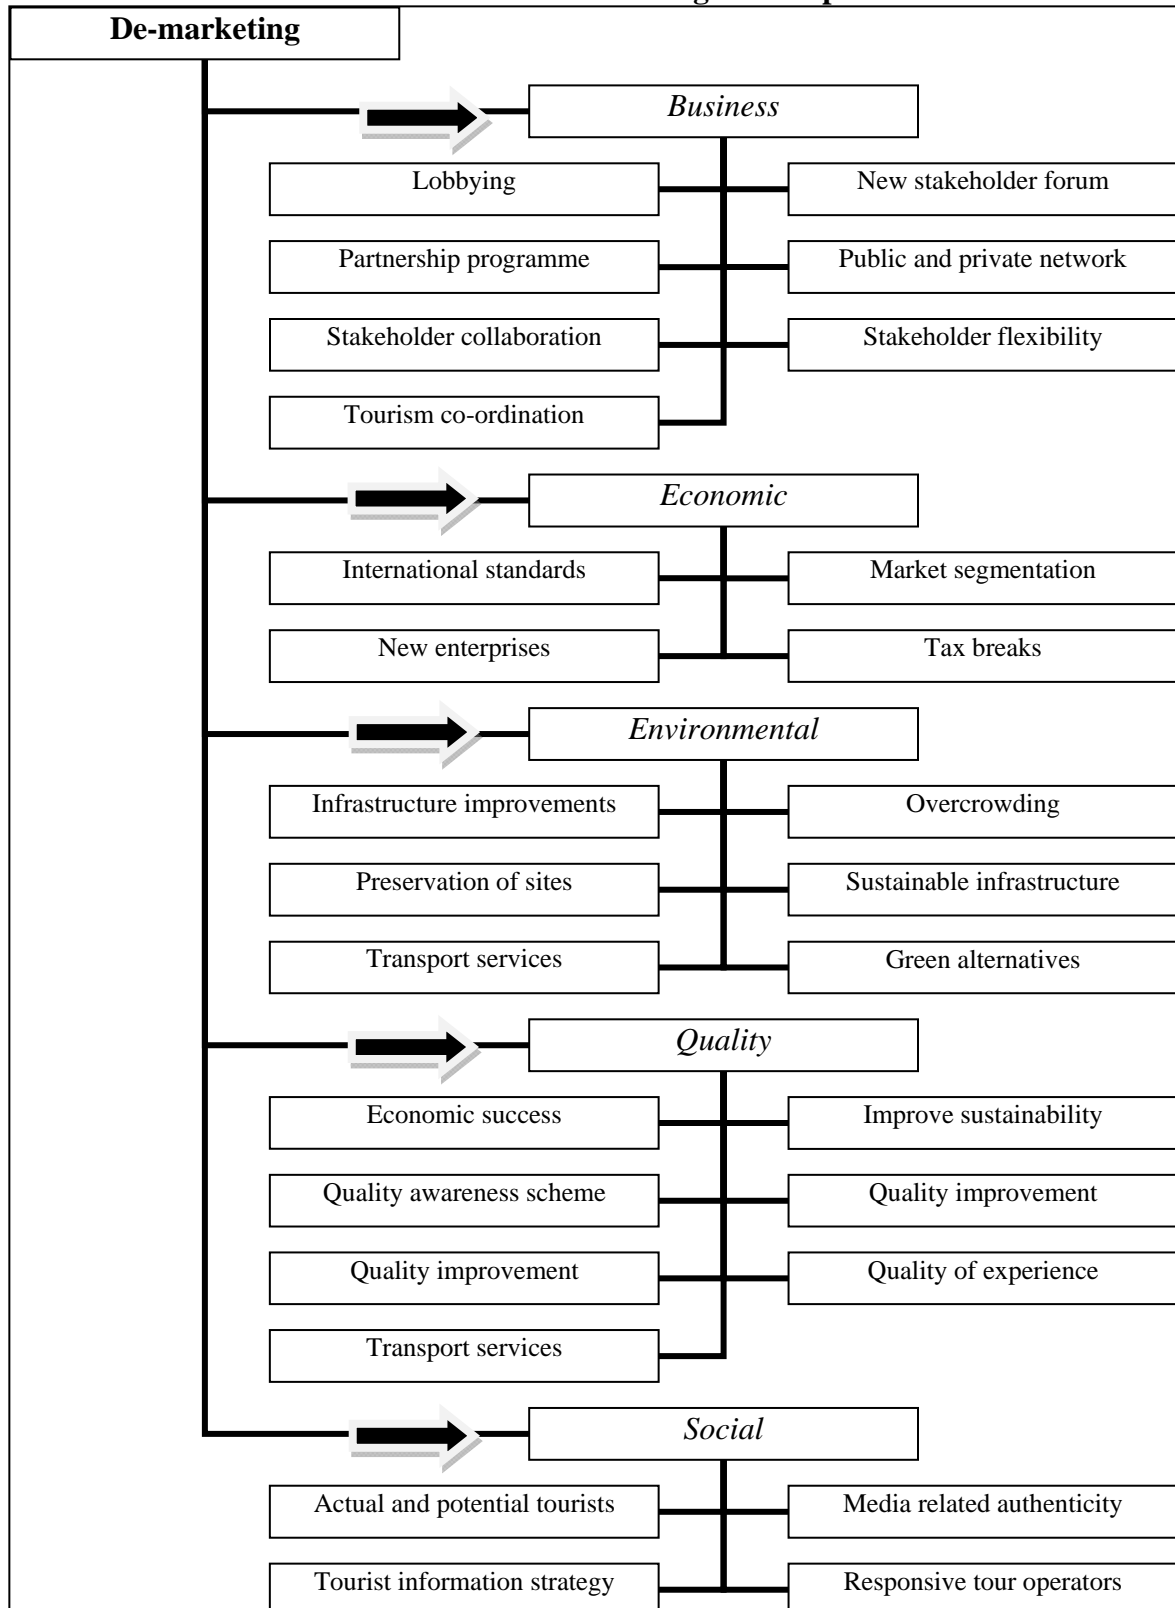 De-marketing
Business
Lobbying
New stakeholder forum
Partnership programme
Public and private network
Stakeholder collaboration
Stakeholder flexibility
Tourism co-ordination
Economic
International standards
Market segmentation
New enterprises
Tax breaks
Environmental
Infrastructure improvements
Overcrowding
Preservation of sites
Sustainable infrastructure
Transport services
Green alternatives
Quality
Economic success
Improve sustainability
Quality awareness scheme
Quality improvement
Quality improvement
Quality of experience
Transport services
Social
Actual and potential tourists
Media related authenticity
Tourist information strategy
Responsive tour operators